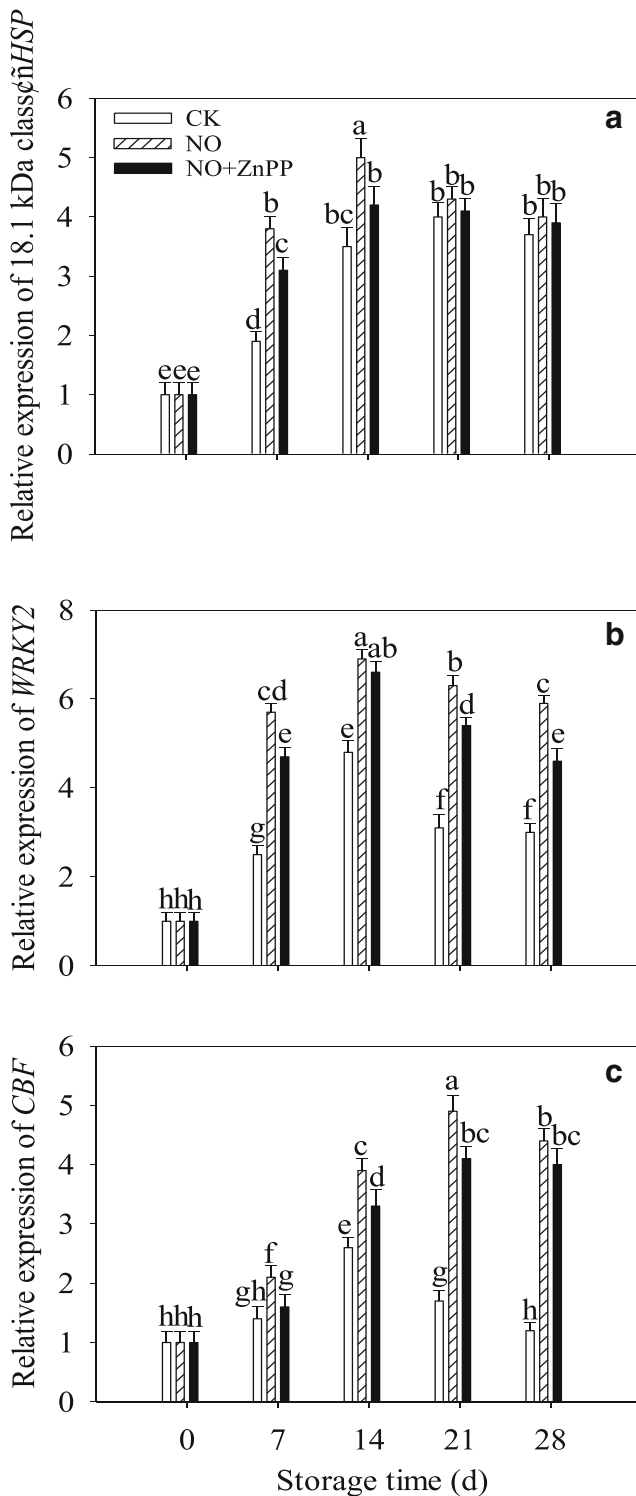 Relative expression of 18.1 kDa class¢ñHSP
6
a
CK
a
NO
5
NO+ZnPP
b
b
b b b
b b b
bc
4
c
3
d
2
e e e
1
0
Relative expression of WRKY2
8
b
a ab
b
cd
c
6
d
e
e
e
4
f
f
g
2
h h h
0
Relative expression of CBF
6
c
a
5
b
bc
bc
c
4
d
3
e
f
2
gh
g
g
h
h h h
1
0
0 7 14 21 28
Storage time (d)